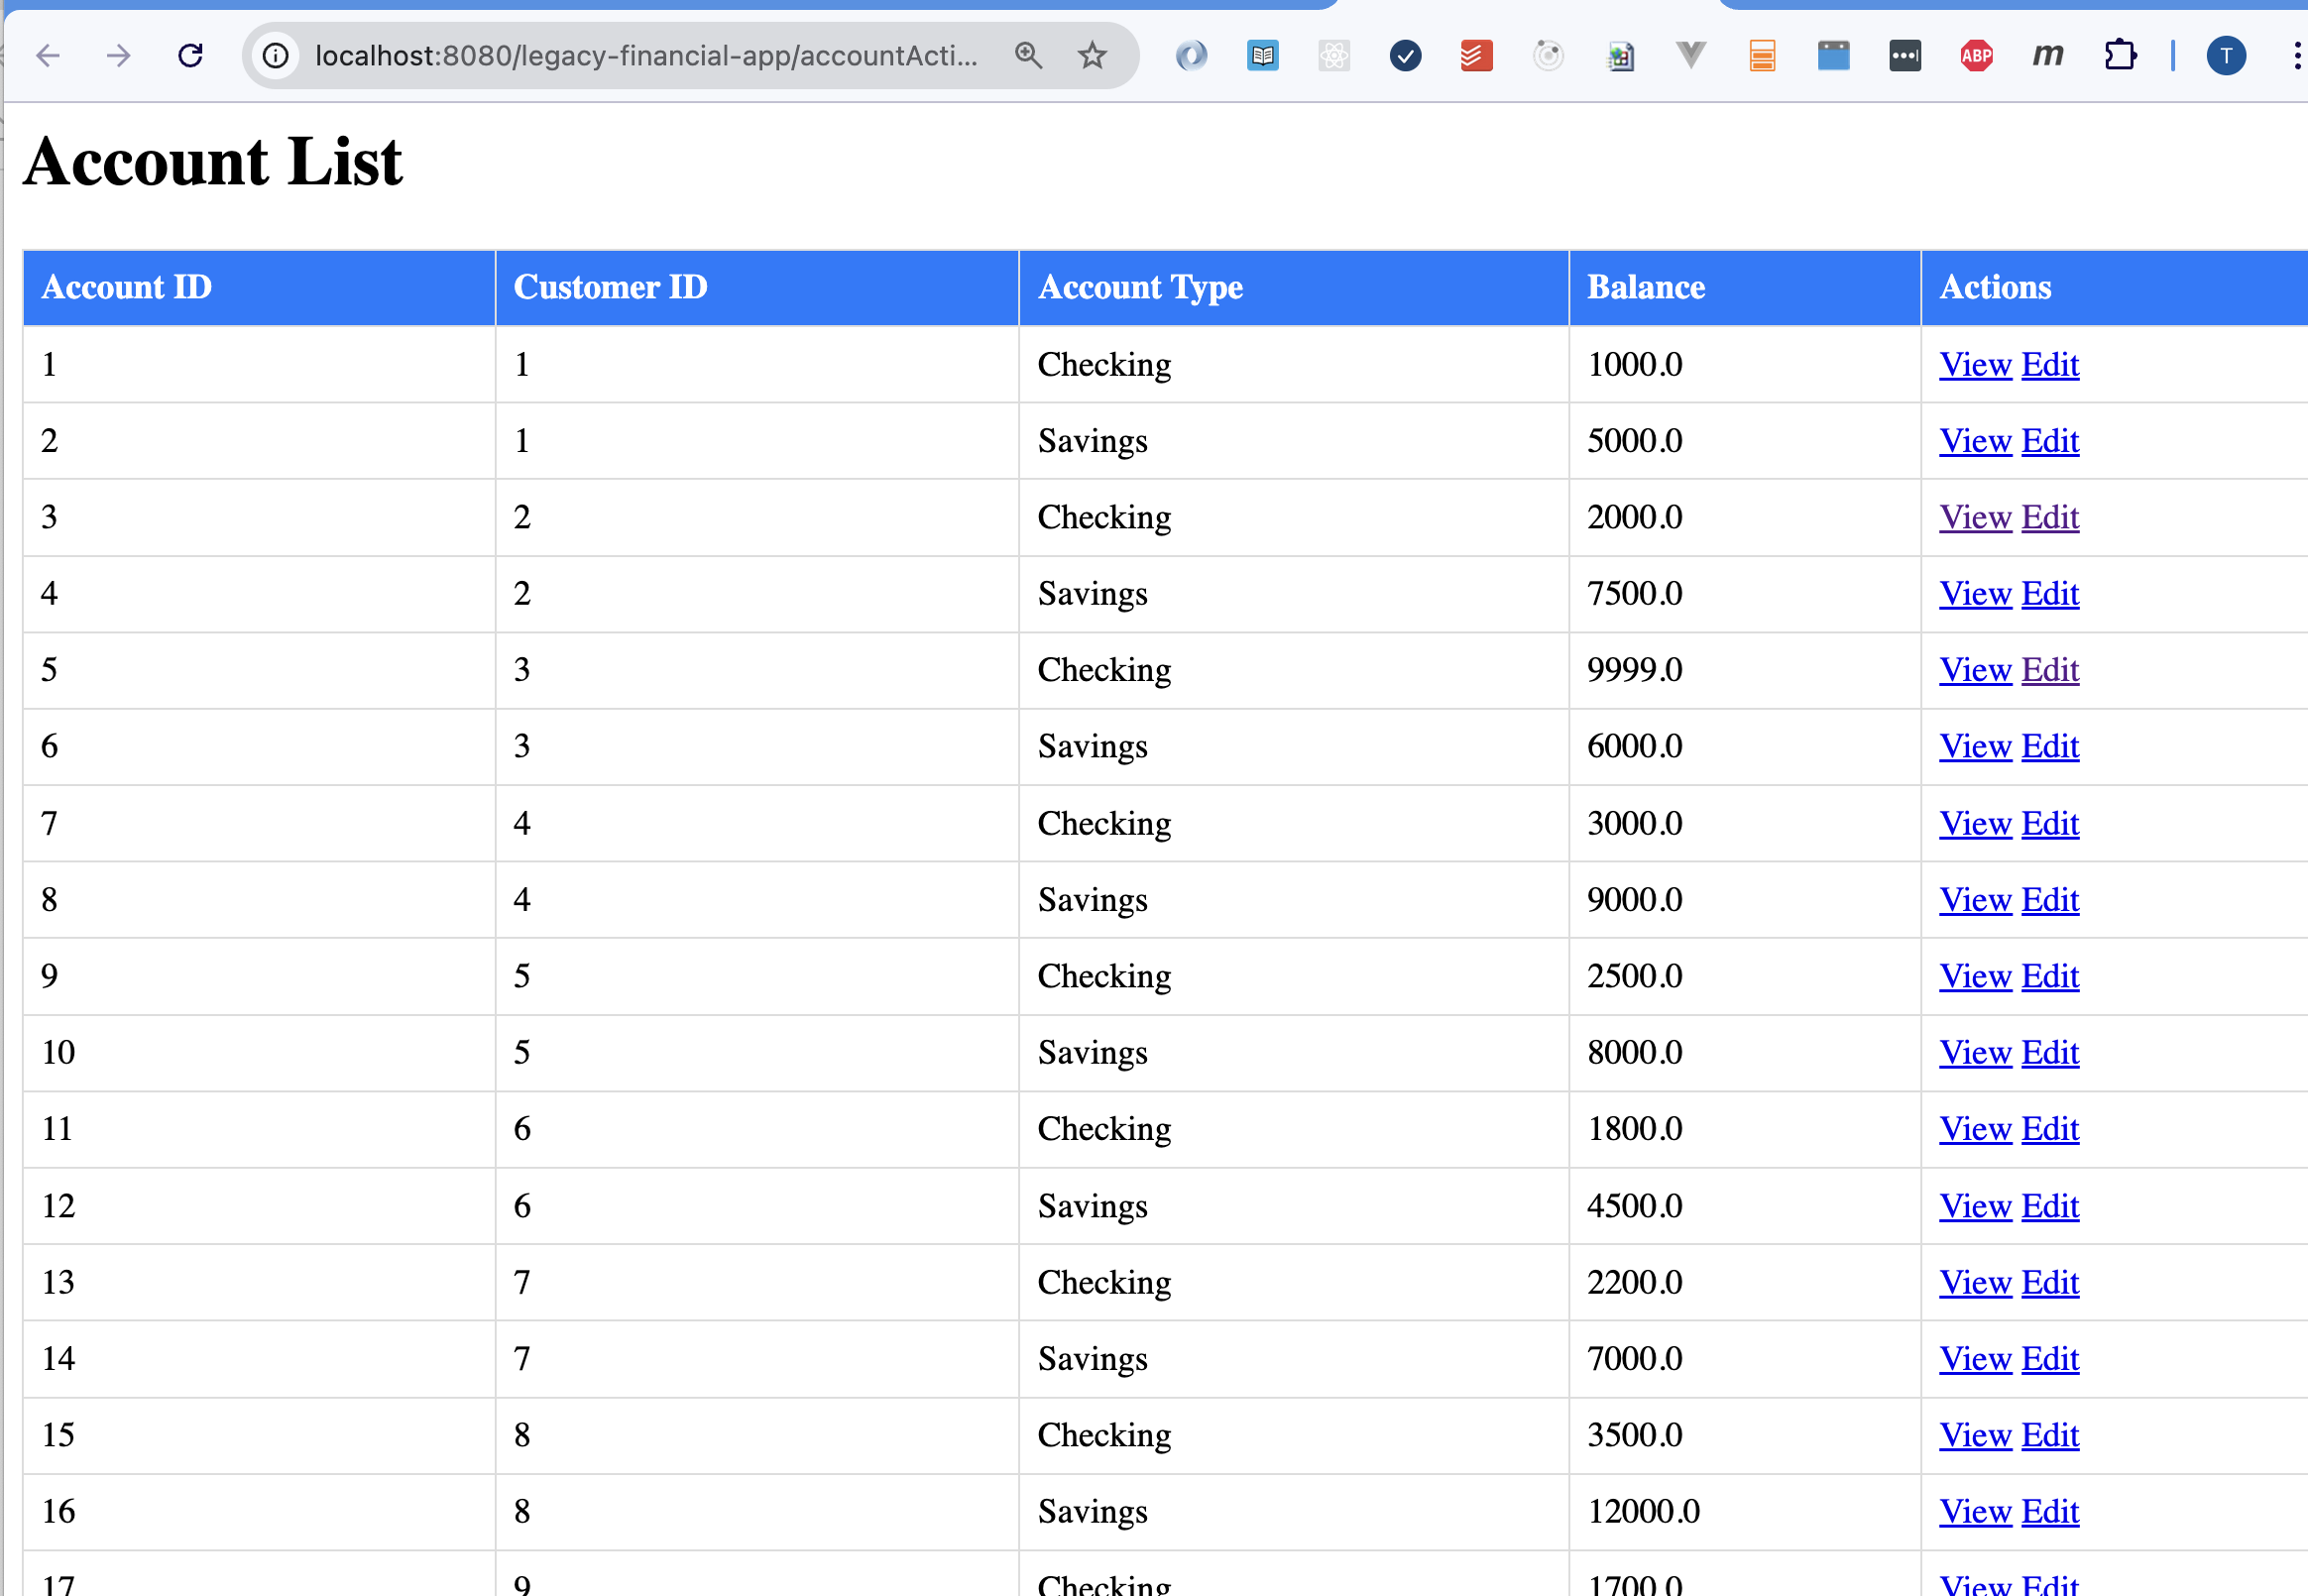 localhost:8080/legacy-financial-app/accountActi...
ABP
m
T
Account List
Account ID Customer ID Account Type Balance Actions
1 1 Checking 1000.0 View Edit
2 1 Savings 5000.0 View Edit
3 2 Checking 2000.0 View Edit
4 2 Savings 7500.0 View Edit
5 3 Checking 9999.0 View Edit
6 3 Savings 6000.0 View Edit
7 4 Checking 3000.0 View Edit
8 4 Savings 9000.0 View Edit
9 5 Checking 2500.0 View Edit
10 5 Savings 8000.0 View Edit
11 6 Checking 1800.0 View Edit
12 6 Savings 4500.0 View Edit
13 7 Checking 2200.0 View Edit
14 7 Savings 7000.0 View Edit
15 8 Checking 3500.0 View Edit
16 8 Savings 12000.0 View Edit
17 9 Checking 1700.0 View Edit